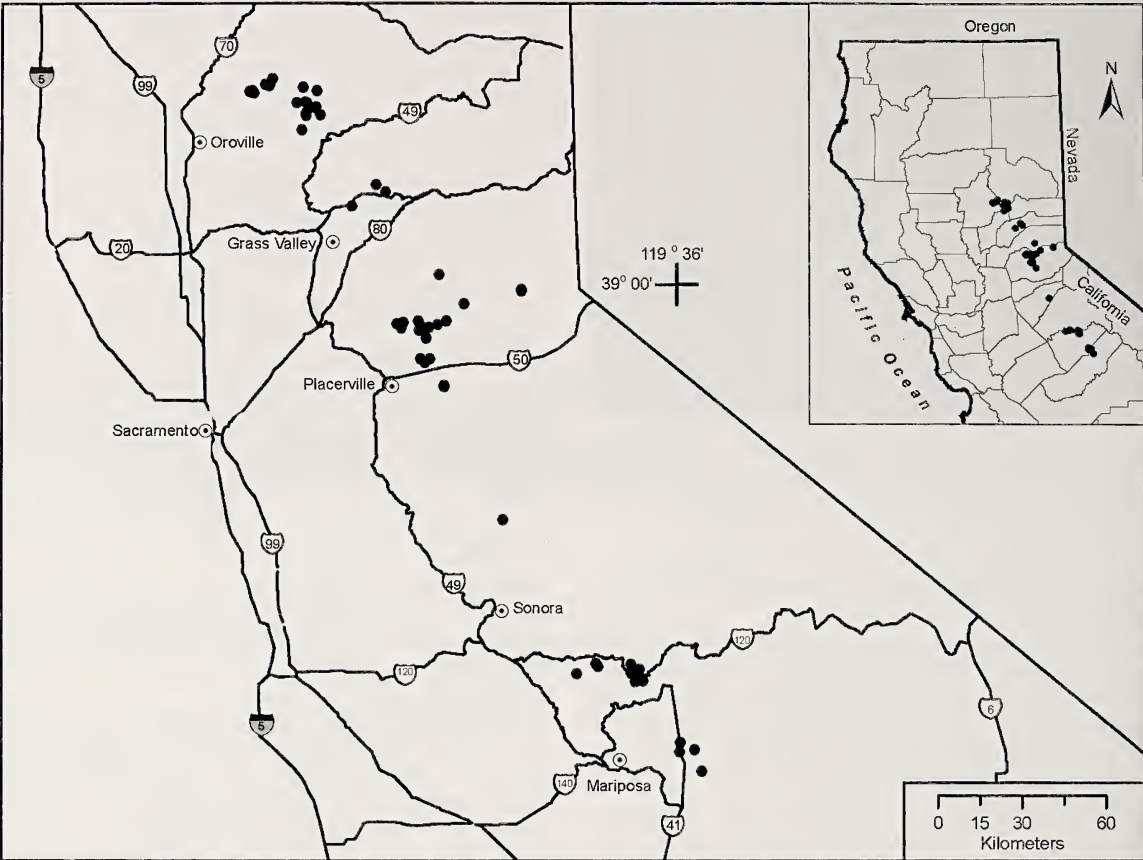 Oregon
70
N
5
99
49
Oroville
Nevada
80
Grass Valley
20
119 ° 36'
39° 00'
California
Pacific Ocean
50
Placerville
Sacramento
99
49
Sonora
120
120
6
5
Mariposa
140
41
0 15 30 60
Kilometers